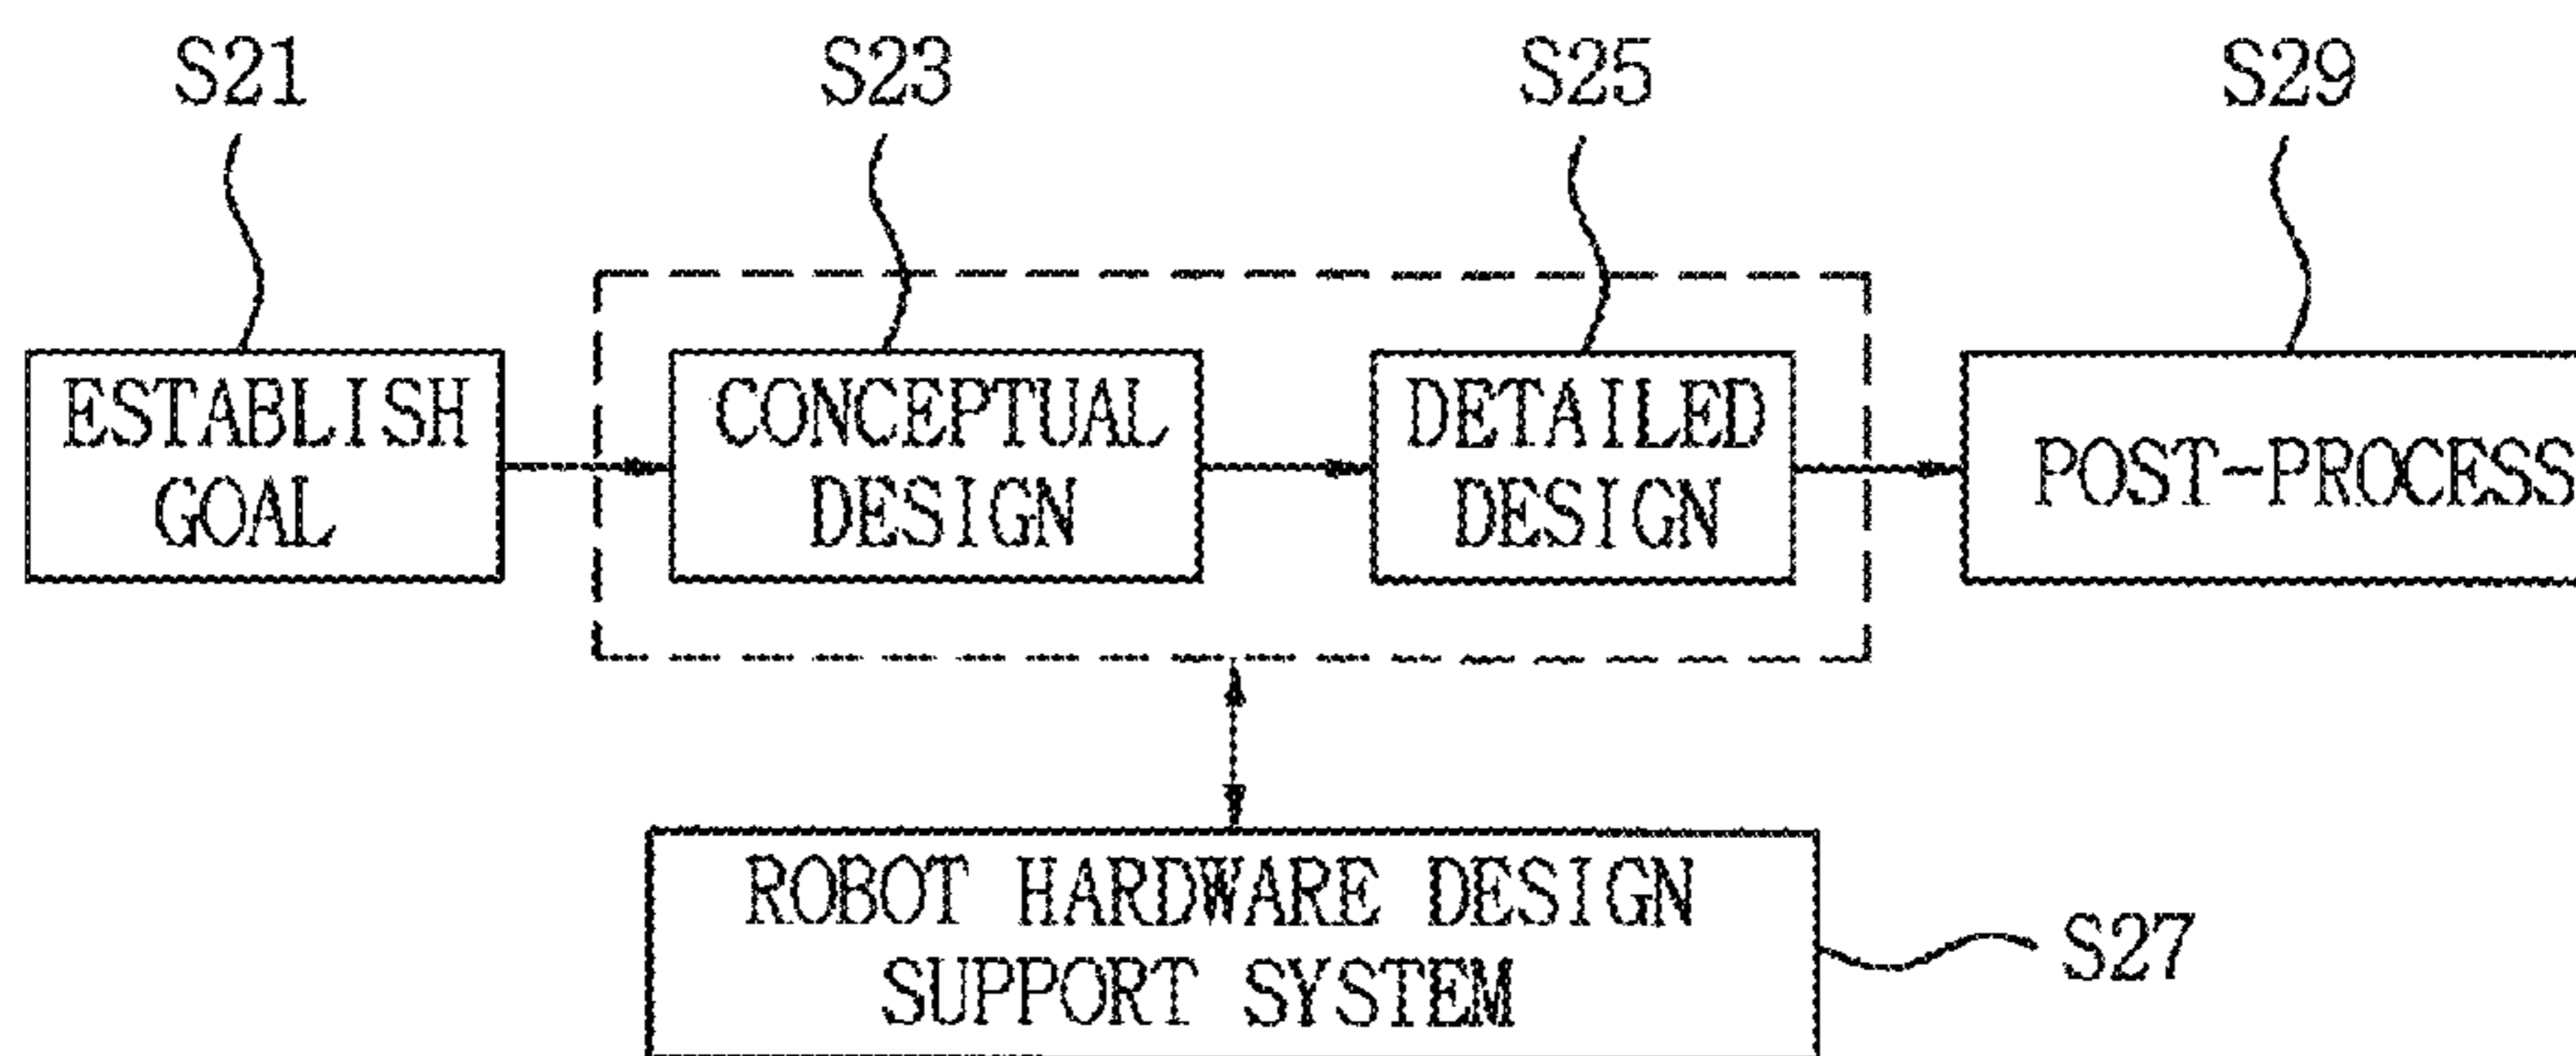 S21
S23
S25
S29
ESTABLISH
GOAL
CONCEPTUAL
DESIGN
DETAILED
DESIGN
POST-PROCESS
ROBOT HARDWARE DESIGN
SUPPORT SYSTEM
S27